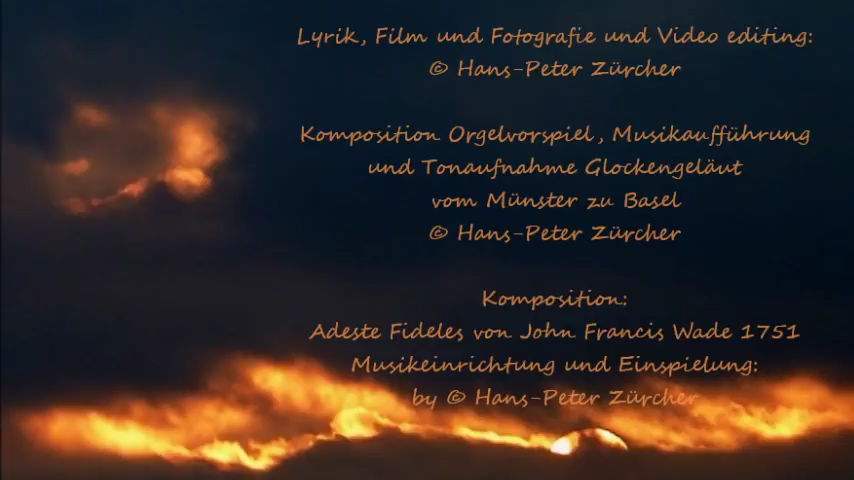 Lyrik, Film und Fotografie und Video editing:
© Hans-Peter Zürcher
Komposition Orgelvorspiel, Musikaufführung
und Tonaufnahme Glockengeläut
vom Münster zu Basel
© Hans-Peter Zürcher
Komposition:
Adeste Fideles von John Francis Wade 1751
Musikeinrichtung und Einspielung:
by © Hans-Peter Zürcher